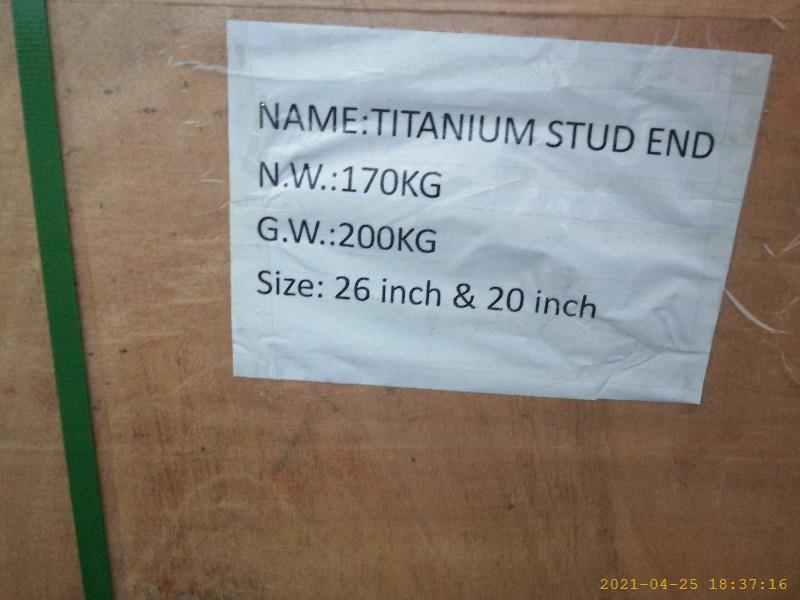 NAME:TITANIUM STUD END
N.W.:170KG
G.W.:200KG
Size: 26 inch & 20 inch
2021-04-25 18:37:16